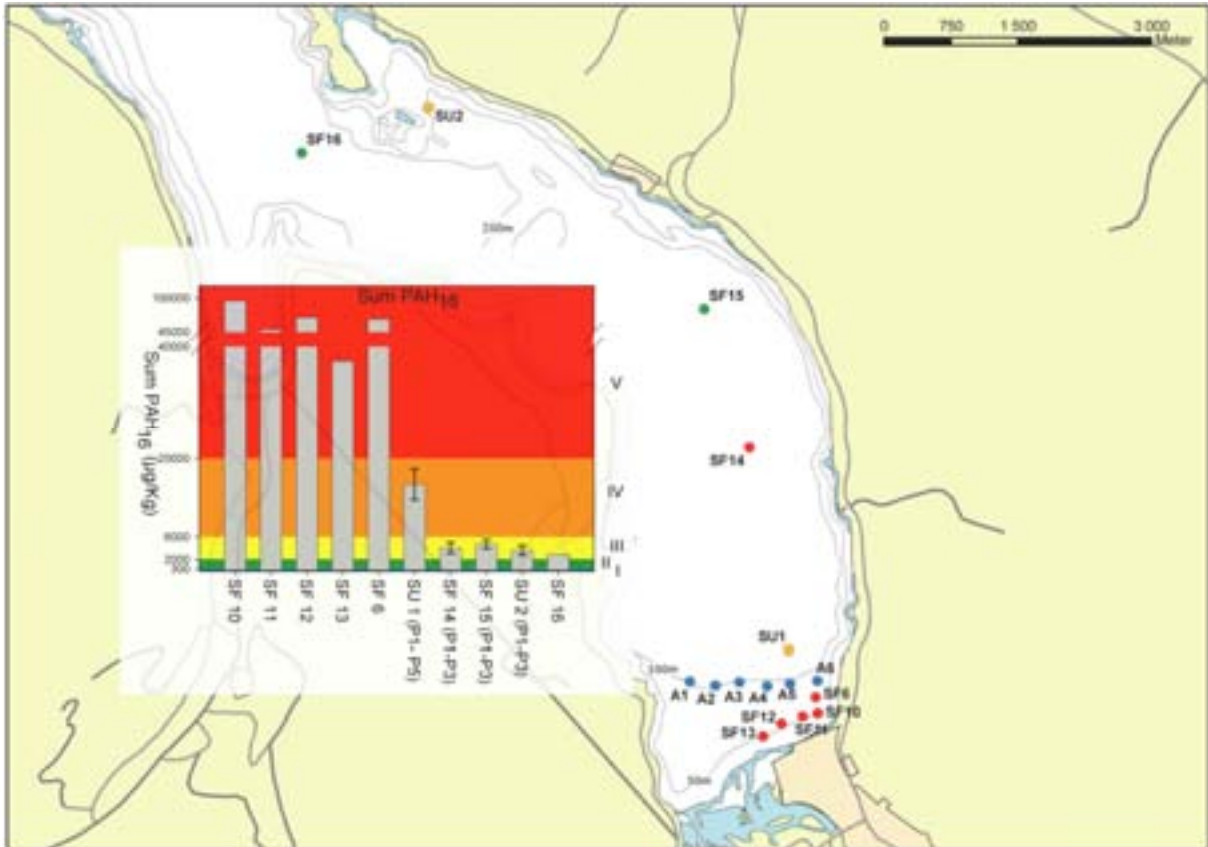 0 750 1 500 3 000
Meter
SU2
SF16
200m
SF15
SF14
SU1
100m
A1 A2 A3 A4 A5 A6
SF6
SF10
SF11
SF12
SF13
50m
Sum PAH16
Sum PAH16 (µg/Kg)
100000
45000
40000
20000
6000
2000
V
IV
III
II
I
SF 10
SF 11
SF 12
SF 13
SF 6
SU 1 (P1- P5)
SF 14 (P1-P3)
SF 15 (P1-P3)
SU 2 (P1-P3)
SF 16